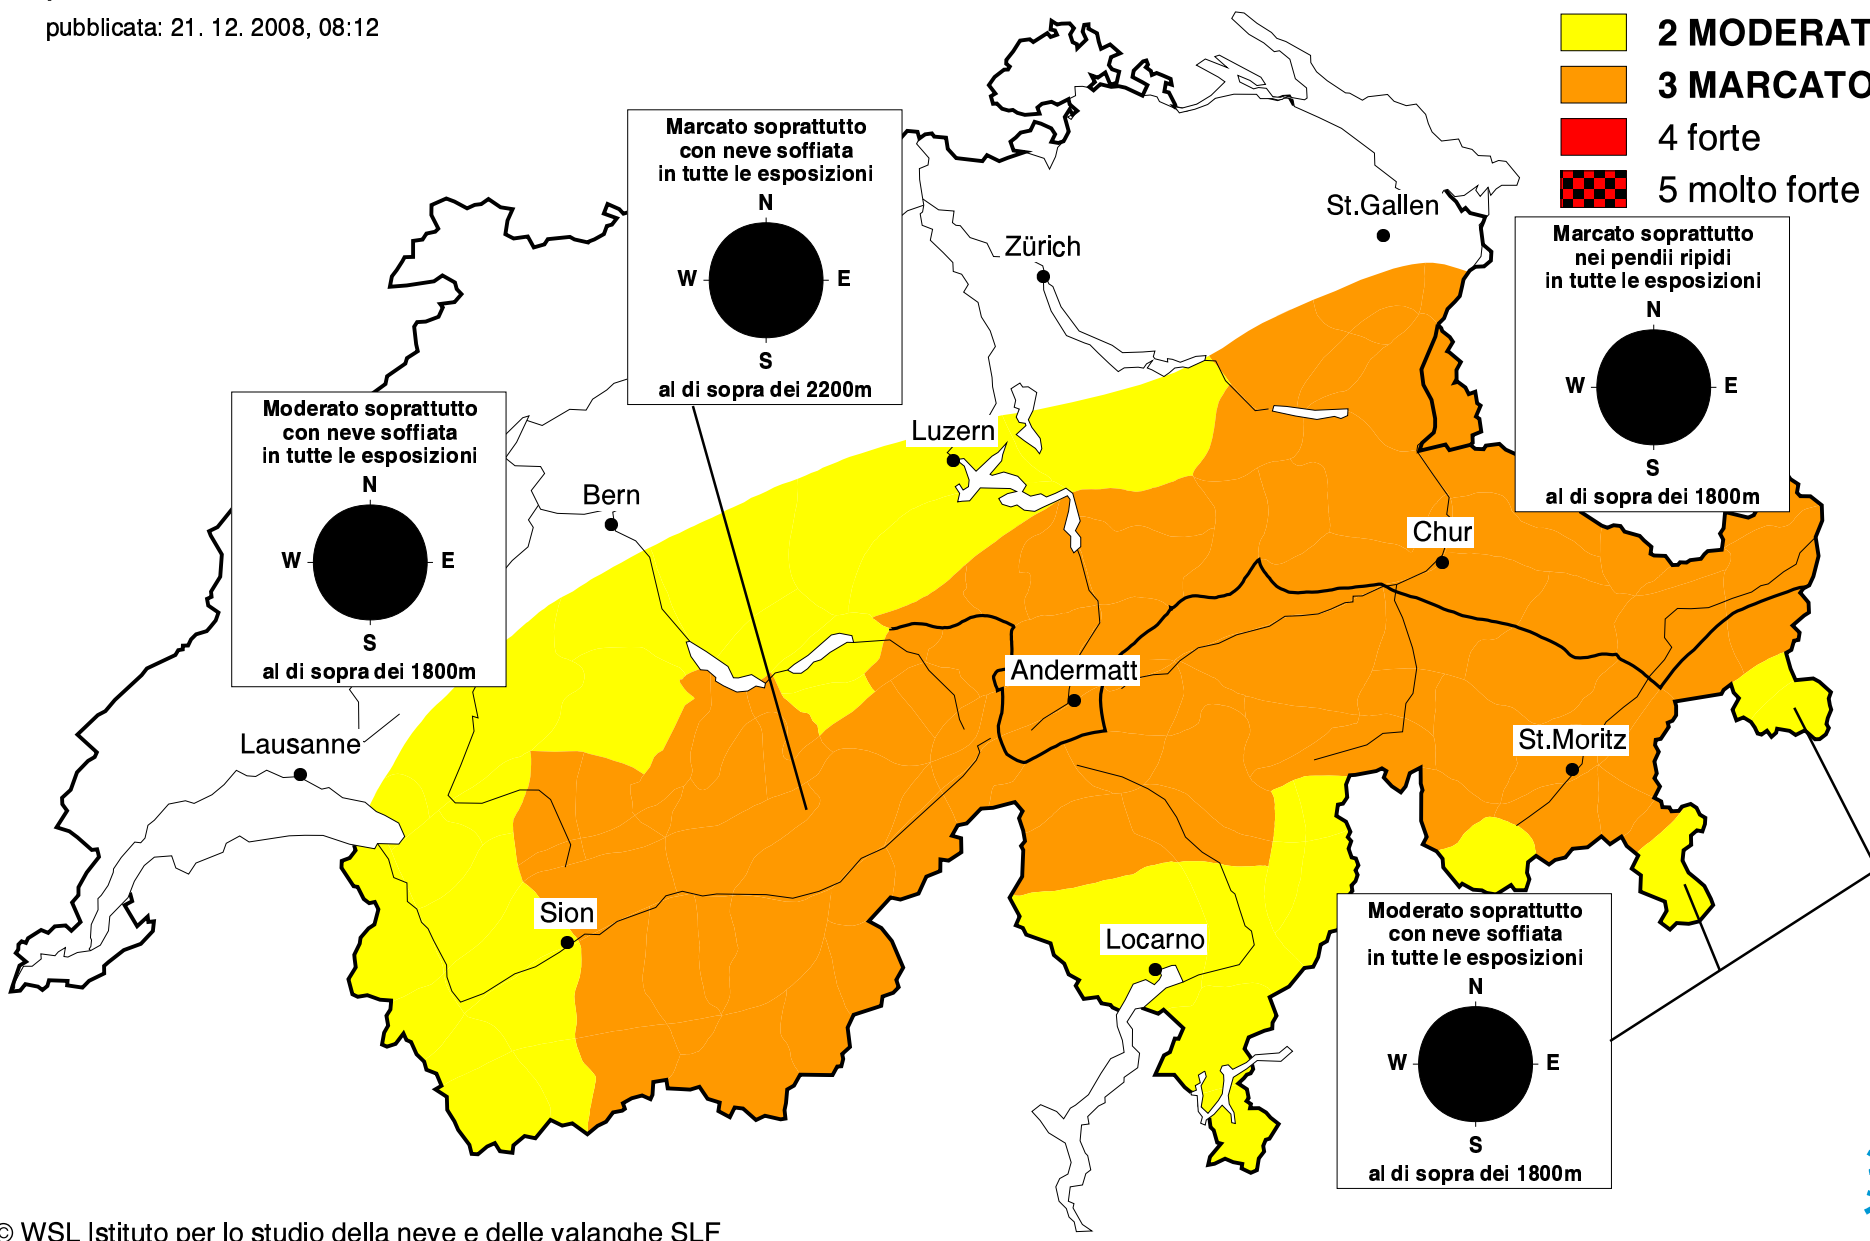 pubblicata: 21. 12. 2008, 08:12
2 MODERAT
3 MARCATO
4 forte
5 molto forte
Marcato soprattutto
con neve soffiata
in tutte le esposizioni
N
W
E
S
al di sopra dei 2200m
St.Gallen
Zürich
Marcato soprattutto
nei pendii ripidi
in tutte le esposizioni
N
W
E
S
al di sopra dei 1800m
Moderato soprattutto
con neve soffiata
in tutte le esposizioni
N
W
E
S
al di sopra dei 1800m
Luzern
Bern
Chur
Andermatt
Lausanne
St.Moritz
Sion
Locarno
Moderato soprattutto
con neve soffiata
in tutte le esposizioni
N
W
E
S
al di sopra dei 1800m
© WSL Istituto per lo studio della neve e delle valanghe SLF